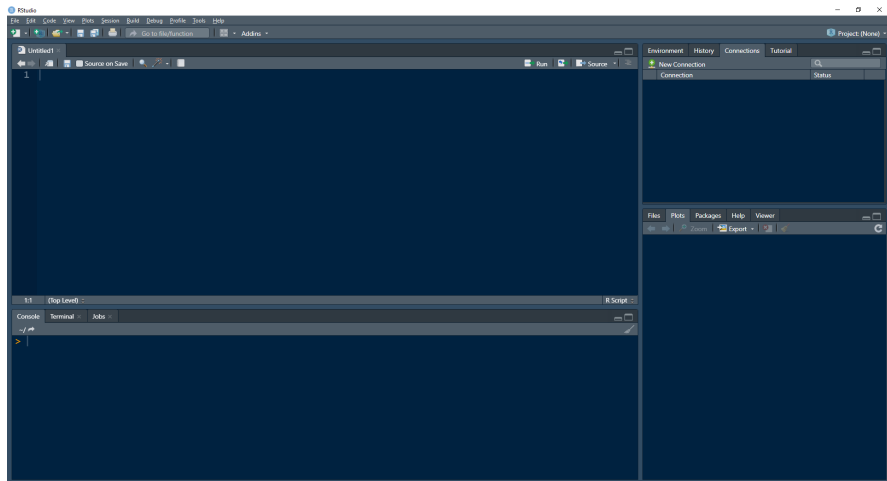 RStudio
File Edit Code View Plots Session Build Debug Profile Tools Help
Go to file/function Addins Project: (None)
Untitled1
Source on Save Run Source
1
1:1 (Top Level) R Script
Console Terminal Jobs
~/
>
Environment History Connections Tutorial
New Connection
Connection Status
Files Plots Packages Help Viewer
Zoom Export